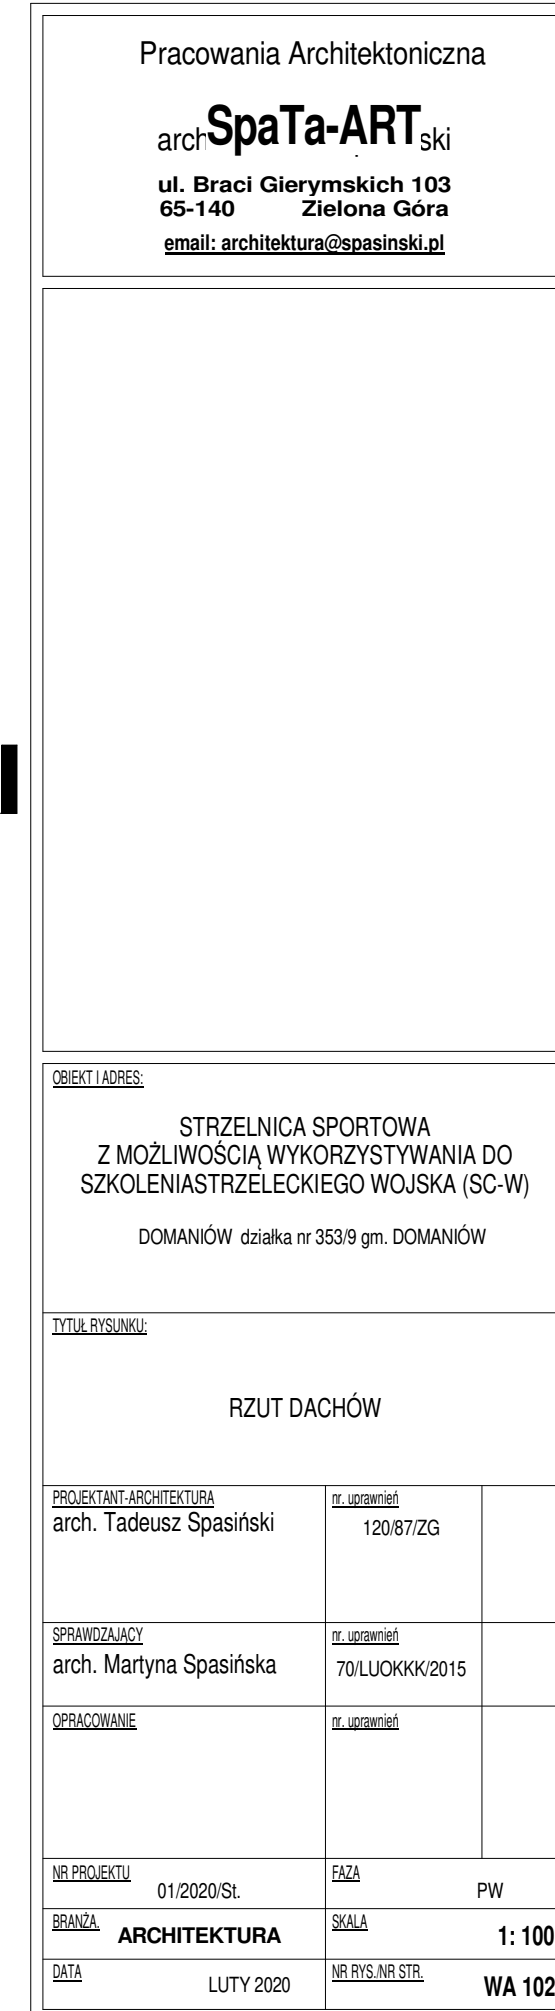 Pracowania Architektoniczna
arch SpaTa-ART ski
ul. Braci Gierymskich 103
65-140 Zielona Góra
email: architektura@spasinski.pl
OBIEKT I ADRES:
STRZELNICA SPORTOWA
Z MOŻLIWOŚCIĄ WYKORZYSTYWANIA DO
SZKOLENIASTRZELECKIEGO WOJSKA (SC-W)
DOMANIÓW działka nr 353/9 gm. DOMANIÓW
TYTUŁ RYSUNKU:
RZUT DACHÓW
PROJEKTANT-ARCHITEKTURA nr. uprawnień
arch. Tadeusz Spasiński 120/87/ZG
SPRAWDZAJĄCY nr. uprawnień
arch. Martyna Spasińska 70/LUOKKK/2015
OPRACOWANIE nr. uprawnień
NR PROJEKTU 01/2020/St. FAZA PW
BRANŻA. ARCHITEKTURA SKALA 1: 100
DATA LUTY 2020 NR RYS./NR STR. WA 102